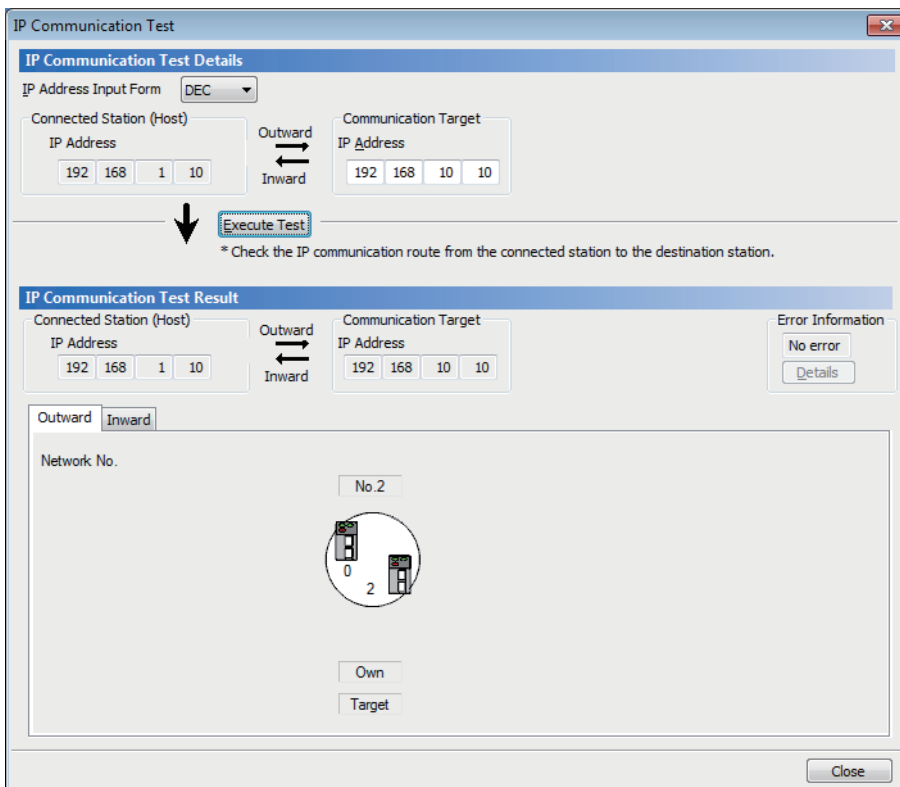 IP Communication Test
IP Communication Test Details
IP Address Input Form DEC
Connected Station (Host)
IP Address
192 168 1 10
Outward
Inward
Communication Target
IP Address
192 168 10 10
Execute Test
* Check the IP communication route from the connected station to the destination station.
IP Communication Test Result
Connected Station (Host)
IP Address
192 168 1 10
Outward
Inward
Communication Target
IP Address
192 168 10 10
Error Information
No error
Details
Outward Inward
Network No.
No.2
0
2
Own
Target
Close